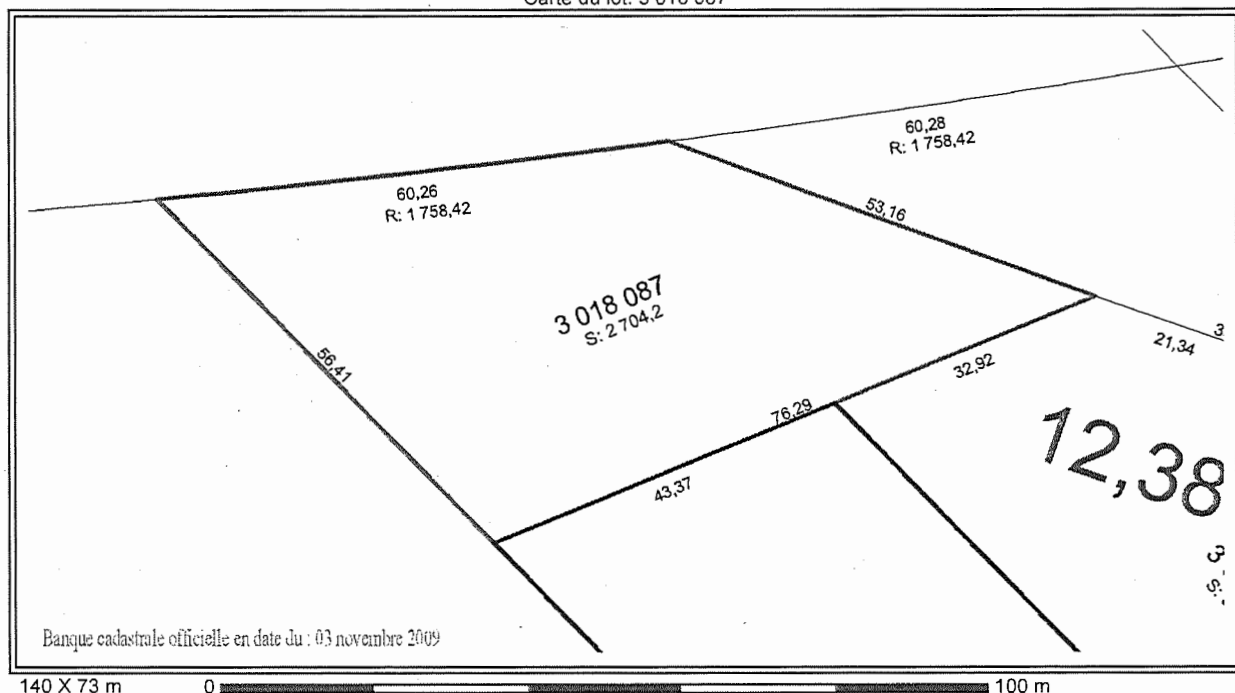 60,28
R: 1 758,42
60,26
R: 1 758,42
53,16
3 018 087
S: 2 704,2
21,34
56,41
32,92
76,29
12,38
43,37
Banque cadastrale officielle en date du : 03 novembre 2009
140 X 73 m
0
100 m